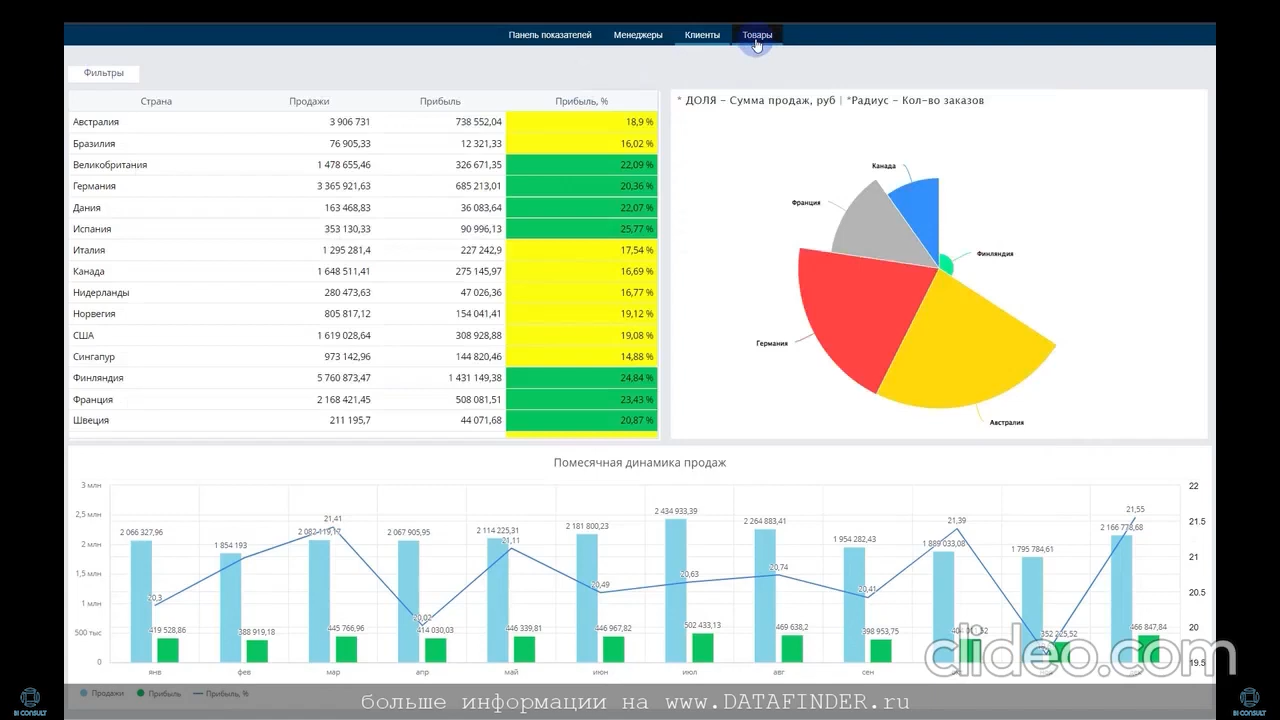 Панель показателей Менеджеры Клиенты Товары
Фильтры
Страна Продажи Прибыль Прибыль, %
Австралия 3 906 731 738 552,04 18,9 %
Бразилия 76 905,33 12 321,33 16,02 %
Великобритания 1 478 655,46 326 671,35 22,09 %
Германия 3 365 921,63 685 213,01 20,36 %
Дания 163 468,83 36 083,64 22,07 %
Испания 353 130,33 90 996,13 25,77 %
Италия 1 295 281,4 227 242,9 17,54 %
Канада 1 648 511,41 275 145,97 16,69 %
Нидерланды 280 473,63 47 026,36 16,77 %
Норвегия 805 817,12 154 041,41 19,12 %
США 1 619 028,64 308 928,88 19,08 %
Сингапур 973 142,96 144 820,46 14,88 %
Финляндия 5 760 873,47 1 431 149,38 24,84 %
Франция 2 168 421,45 508 081,51 23,43 %
Швеция 211 195,7 44 071,68 20,87 %
* ДОЛЯ - Сумма продаж, руб | *Радиус - Кол-во заказов
Канада
Франция
Финляндия
Германия
Австралия
Помесячная динамика продаж
3 млн
2,5 млн
2 млн
1,5 млн
1 млн
500 тыс
0
22
21.5
21
20.5
20
19.5
2 066 327,96 1 854 193 2 067 905,95 2 114 225,31 2 181 800,23 2 434 933,39 2 264 883,41 1 954 282,43 1 889 033,08 1 795 784,61 2 166 778,68
20,3 21,41 20,02 21,11 20,49 20,63 20,74 20,41 21,39 21,55
419 528,86 388 919,18 445 766,96 414 030,03 446 339,81 446 967,82 502 433,13 469 638,2 398 953,75 352 225,52 466 847,84
янв фев мар апр май июн июл авг сен
Продажи Прибыль Прибыль, %
clideo.com
больше информации на www.DATAFINDER.ru
BI CONSULT
BI CONSULT